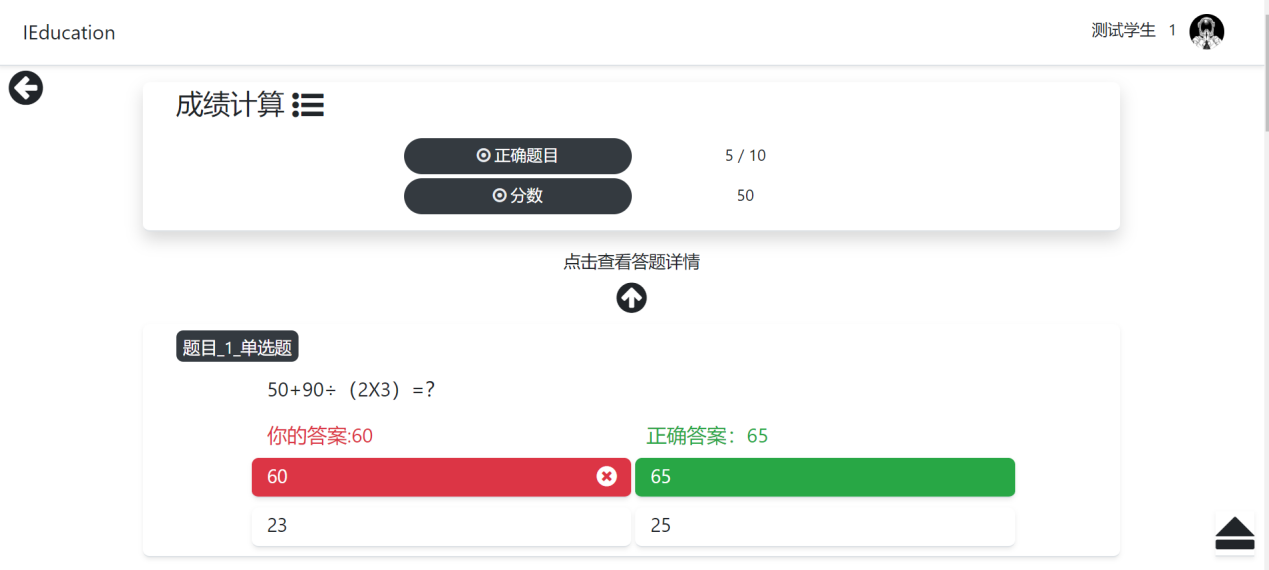 IEducation
测试学生 1
成绩计算
正确题目 5 / 10
分数 50
点击查看答题详情
题目_1_单选题
50+90÷（2X3）=?
你的答案:60 正确答案：65
60 65
23 25